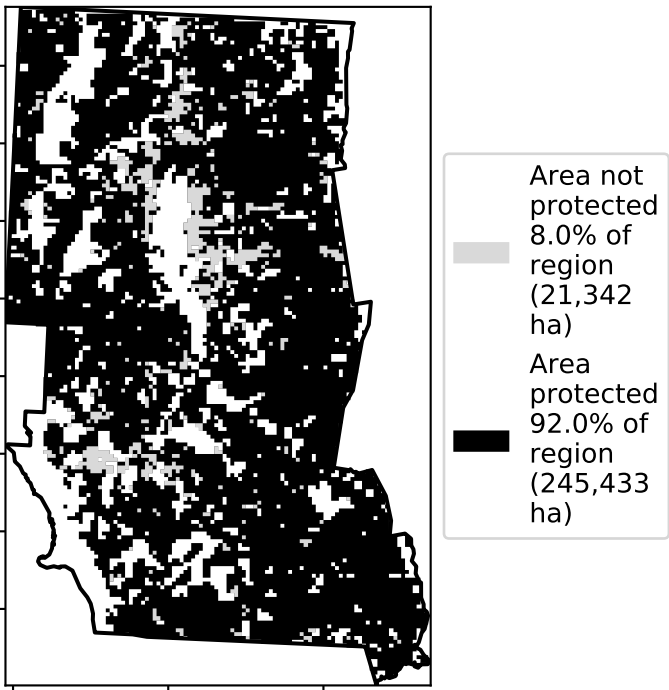 Area not
protected
8.0% of
region
(21,342
ha)
Area
protected
92.0% of
region
(245,433
ha)